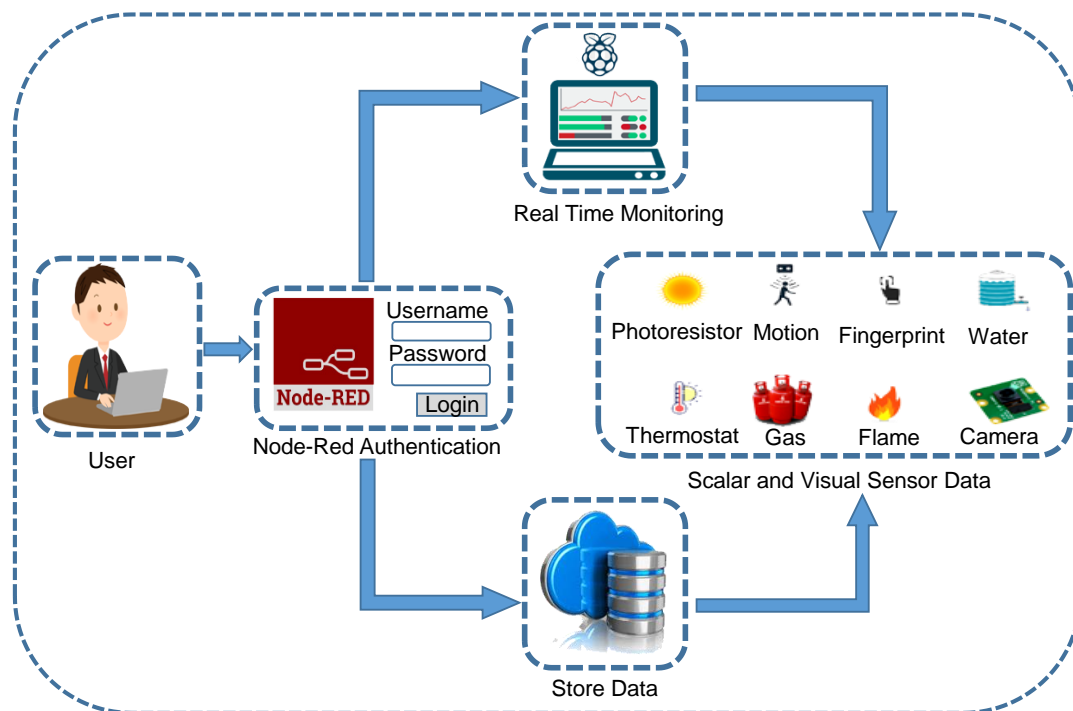 Real Time Monitoring
Username
Password
Node-RED
Login
User
Node-Red Authentication
Photoresistor
Motion
Fingerprint
Water
Thermostat
Gas
Flame
Camera
Scalar and Visual Sensor Data
Store Data